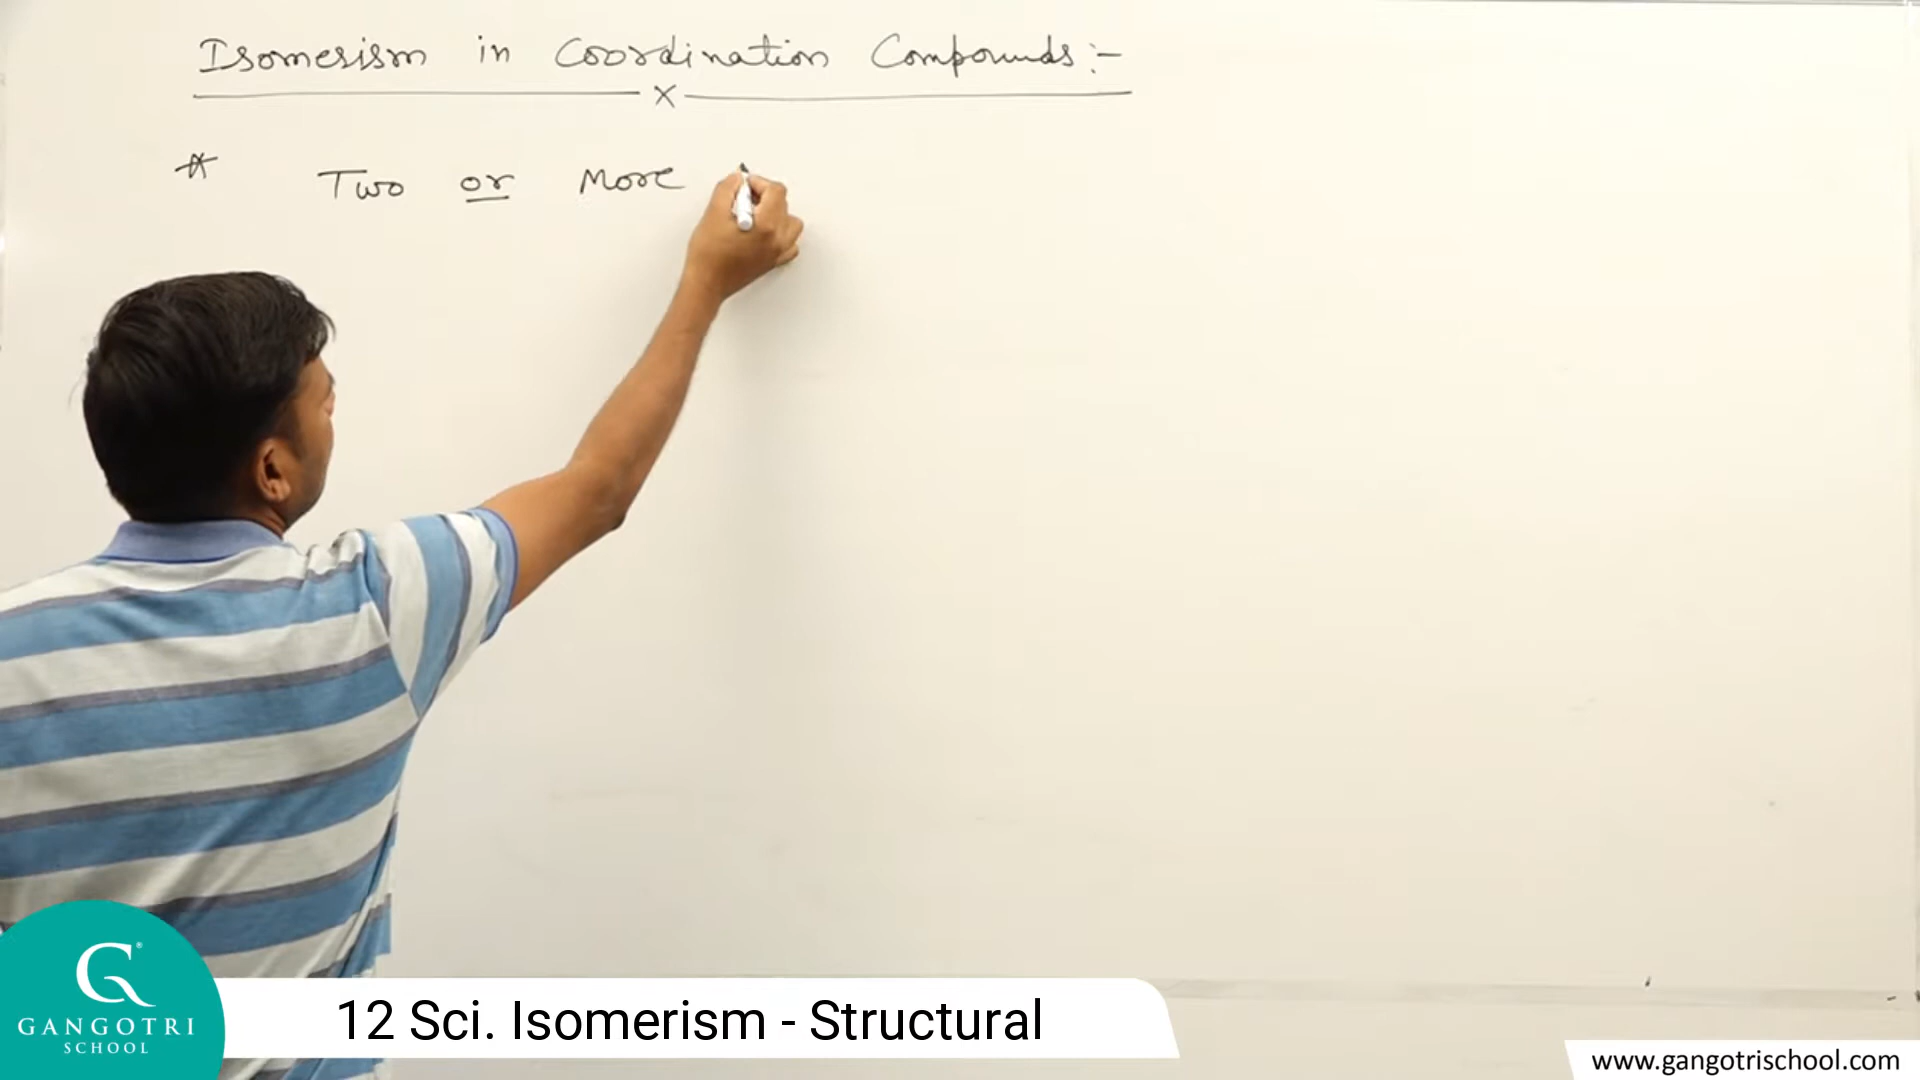 Isomerism in Coordination Compounds:-
x
* Two or More
G®
GANGOTRI
SCHOOL
12 Sci. Isomerism - Structural
www.gangotrischool.com